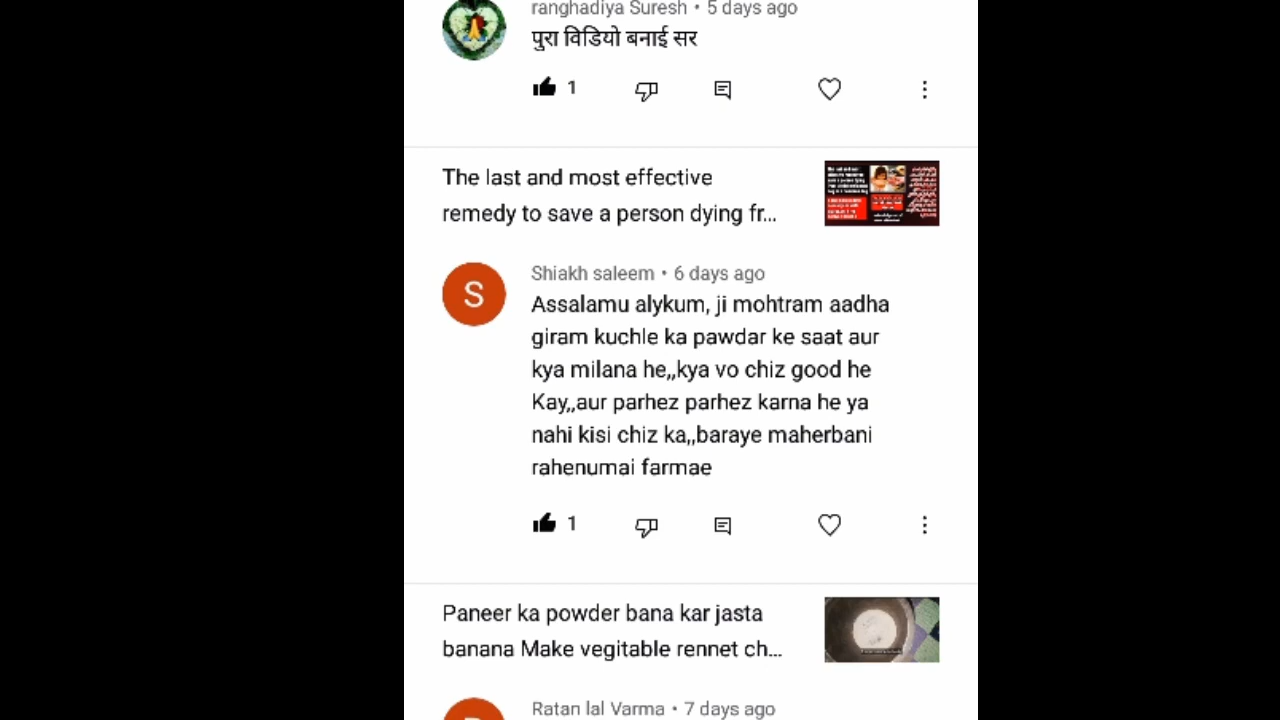 ranghadiya Suresh • 5 days ago
पुरा विडियो बनाई सर
1
The last and most effective
remedy to save a person dying fr...
Shiakh saleem • 6 days ago
S
Assalamu alykum, ji mohtram aadha
giram kuchle ka pawdar ke saat aur
kya milana he,,kya vo chiz good he
Kay,,aur parhez parhez karna he ya
nahi kisi chiz ka,,baraye maherbani
rahenumai farmae
1
Paneer ka powder bana kar jasta
banana Make vegitable rennet ch...
Ratan lal Varma • 7 days ago